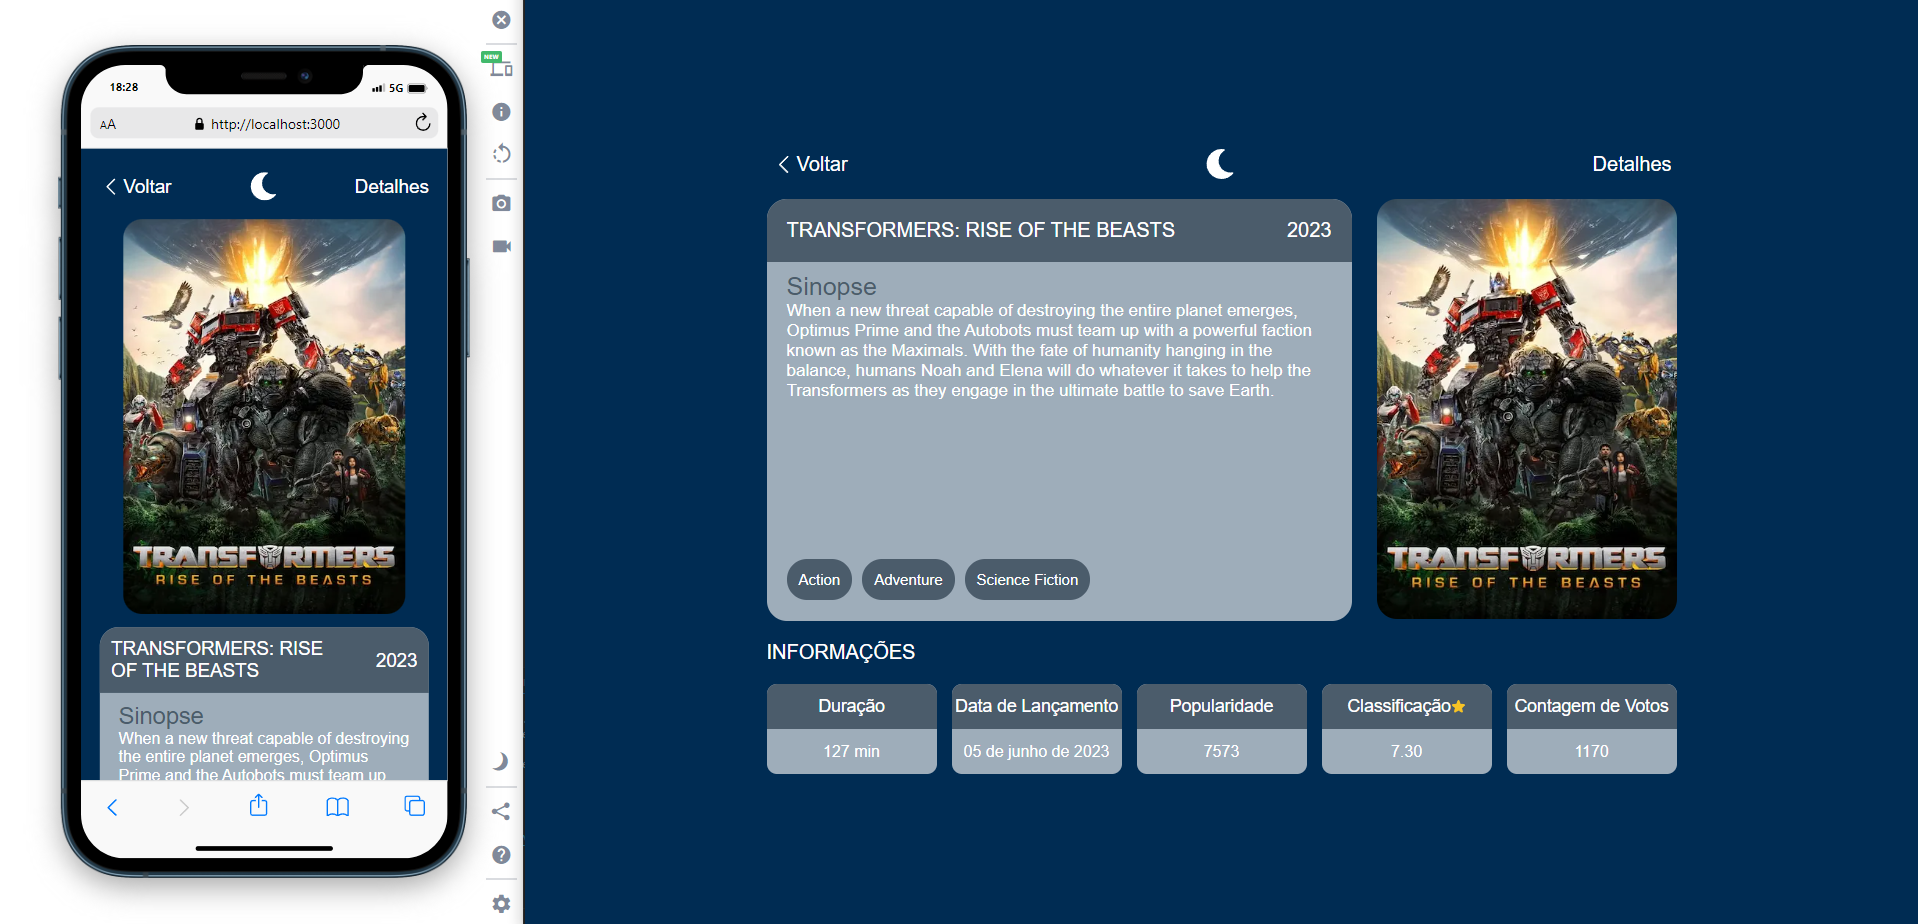 18:28
5G
AA
http://localhost:3000
Voltar
Detalhes
TRANSFORMERS
RISE OF THE BEASTS
TRANSFORMERS: RISE
OF THE BEASTS
2023
Sinopse
When a new threat capable of destroying
the entire planet emerges, Optimus
Prime and the Autobots must team up
NEW
Voltar
Detalhes
TRANSFORMERS: RISE OF THE BEASTS
2023
Sinopse
When a new threat capable of destroying the entire planet emerges,
Optimus Prime and the Autobots must team up with a powerful faction
known as the Maximals. With the fate of humanity hanging in the
balance, humans Noah and Elena will do whatever it takes to help the
Transformers as they engage in the ultimate battle to save Earth.
Action
Adventure
Science Fiction
TRANSFORMERS
RISE OF THE BEASTS
INFORMAÇÕES
Duração
127 min
Data de Lançamento
05 de junho de 2023
Popularidade
7573
Classificação
7.30
Contagem de Votos
1170